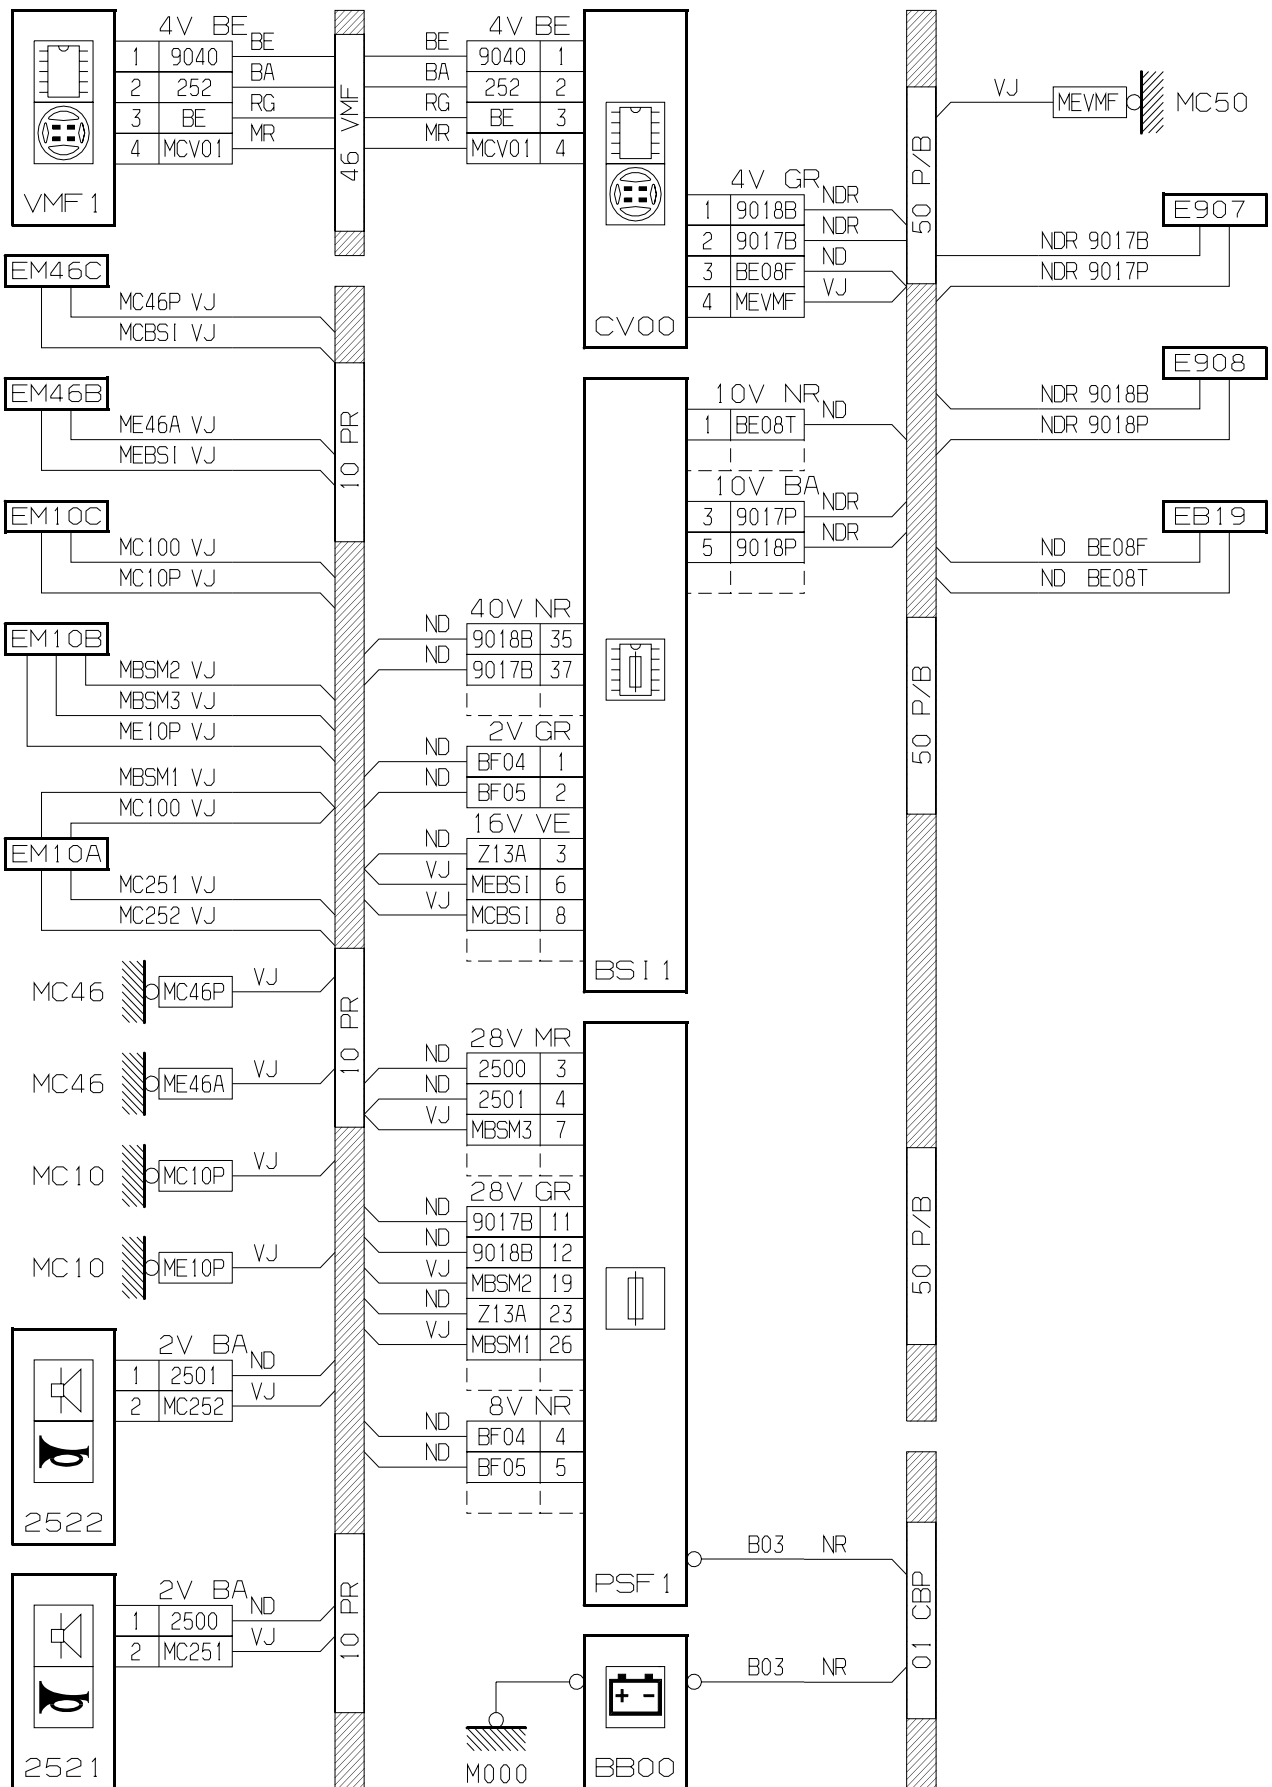 4V BE
1 9040 BE
2 252 BA
3 BE RG
4 MCV01 MR
VMF1
46 VMF
4V BE
BE 9040 1
BA 252 2
RG BE 3
MR MCV01 4
4V GR
1 9018B NDR
2 9017B NDR
3 BE08F ND
4 MEVMF VJ
CV00
50 P/B
VJ MEVMF MC50
E907
NDR 9017B
NDR 9017P
E908
NDR 9018B
NDR 9018P
EB19
ND BE08F
ND BE08T
50 P/B
50 P/B
EM46C
MC46P VJ
MCBSI VJ
EM46B
ME46A VJ
MEBSI VJ
10 PR
EM10C
MC100 VJ
MC10P VJ
EM10B
MBSM2 VJ
MBSM3 VJ
ME10P VJ
MBSM1 VJ
MC100 VJ
EM10A
MC251 VJ
MC252 VJ
MC46 MC46P VJ
MC46 ME46A VJ
10 PR
MC10 MC10P VJ
MC10 ME10P VJ
2V BA
1 2501 ND
2 MC252 VJ
2522
2V BA
1 2500 ND
2 MC251 VJ
2521
10 PR
10V NR
1 BE08T ND
10V BA
3 9017P NDR
5 9018P NDR
40V NR
ND 9018B 35
ND 9017B 37
2V GR
ND BF04 1
ND BF05 2
16V VE
ND Z13A 3
VJ MEBSI 6
VJ MCBSI 8
BSI1
28V MR
ND 2500 3
ND 2501 4
VJ MBSM3 7
28V GR
ND 9017B 11
ND 9018B 12
VJ MBSM2 19
ND Z13A 23
VJ MBSM1 26
8V NR
ND BF04 4
ND BF05 5
PSF1
B03 NR
01 CBP
B03 NR
+ -
BB00
M000